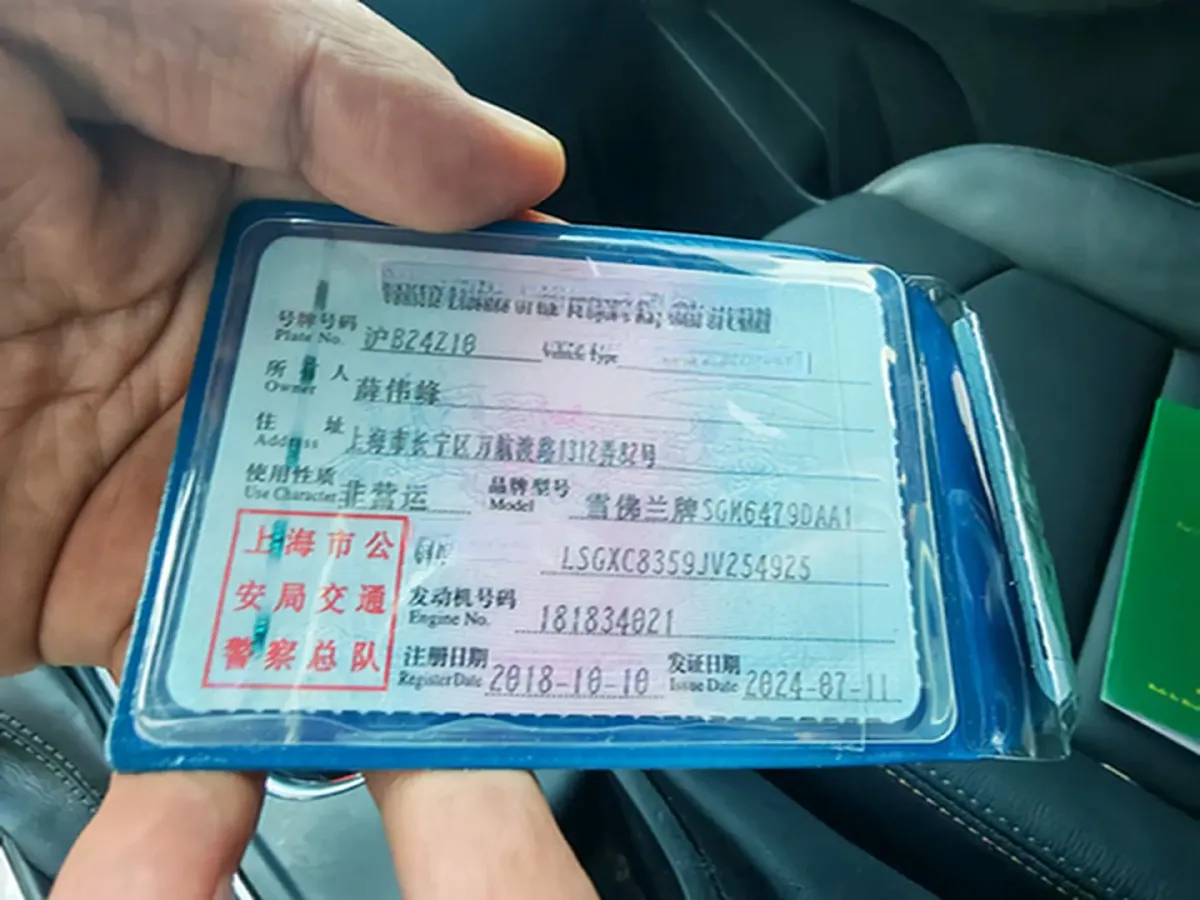 号牌号码 沪B24Z10 Vehicle Type
Plate No.
所 人 薛伟峰
Owner
住 址 上海市长宁区万航渡路1312弄82号
Address
使用性质 非营运 品牌型号 雪佛兰牌SGM6479DAA1
Use Character Model
上海市公
安局交通
警察总队
LSGXC8359JV254925
发动机号码 181834021
Engine No.
注册日期 2018-10-10 发证日期 2024-07-11
Register Date Issue Date